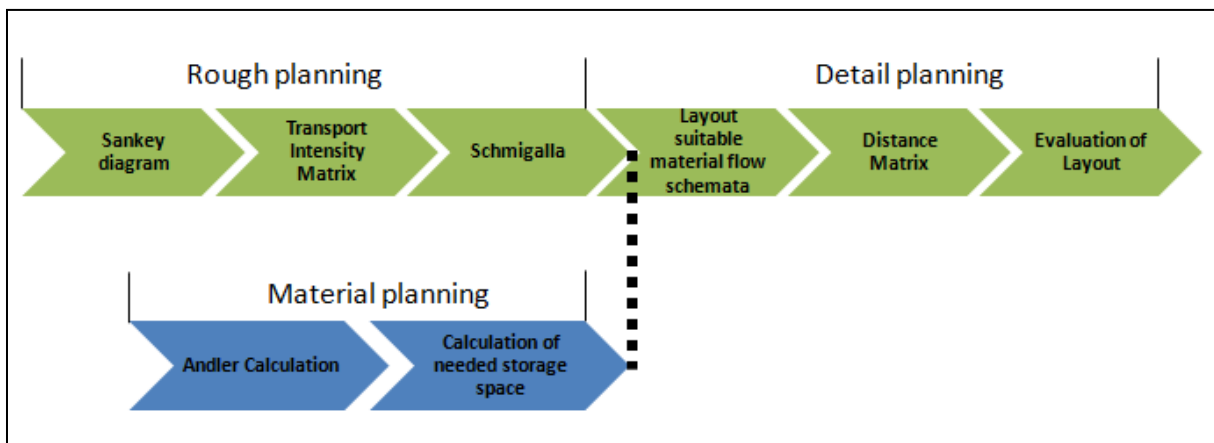 Rough planning
Detail planning
Sankey
diagram
Transport
Intensity
Matrix
Schmigalla
Layout
suitable
material flow
schemata
Distance
Matrix
Evaluation of
Layout
Material planning
Andler Calculation
Calculation of
needed storage
space